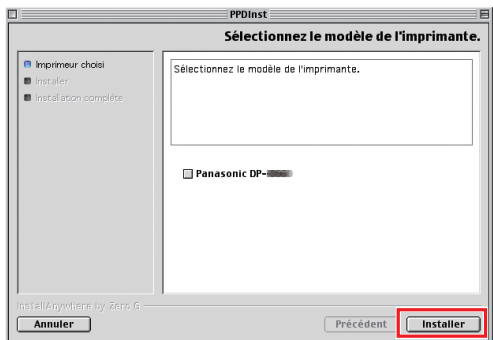 PPDInst
Sélectionnez le modèle de l'imprimante.
Imprimeur choisi
Installer
Installation complète
Sélectionnez le modèle de l'imprimante.
Panasonic DP-
InstallAnywhere by Zero G
Annuler
Précédent
Installer